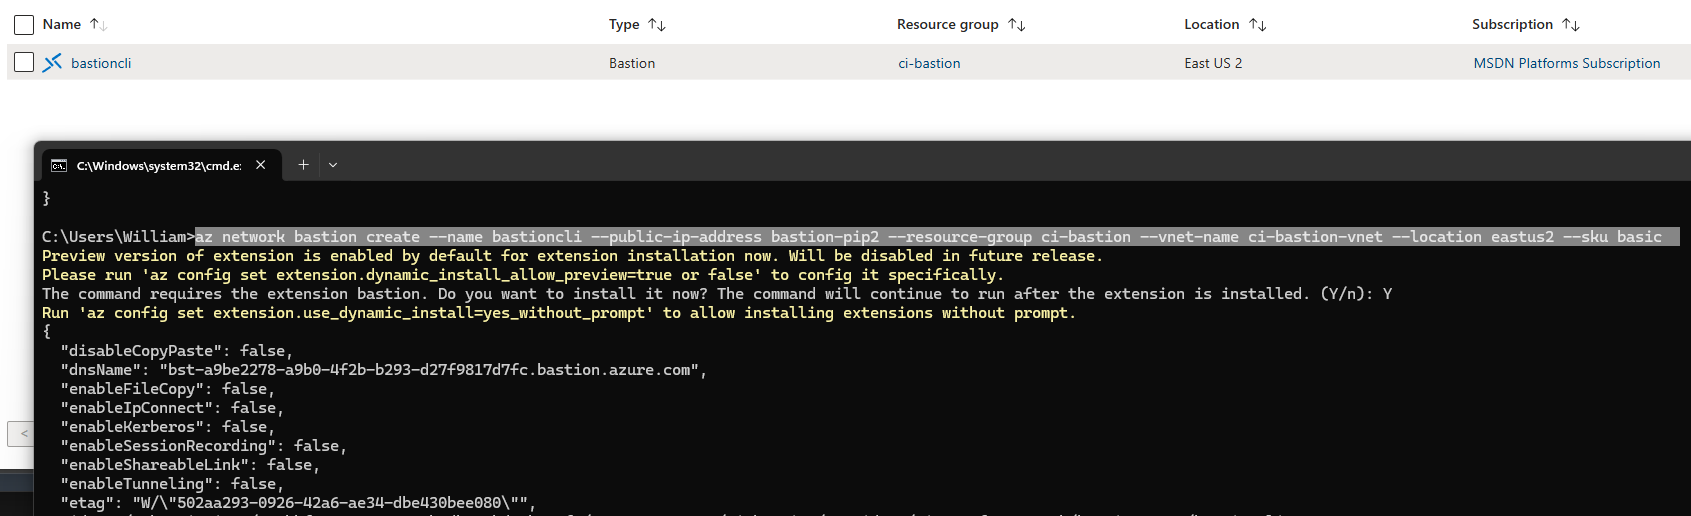 Name ↑↓ Type ↑↓ Resource group ↑↓ Location ↑↓ Subscription ↑↓
bastioncli Bastion ci-bastion East US 2 MSDN Platforms Subscription
C:\Windows\system32\cmd.e
}
C:\Users\William>az network bastion create --name bastioncli --public-ip-address bastion-pip2 --resource-group ci-bastion --vnet-name ci-bastion-vnet --location eastus2 --sku basic
Preview version of extension is enabled by default for extension installation now. Will be disabled in future release.
Please run 'az config set extension.dynamic_install_allow_preview=true or false' to config it specifically.
The command requires the extension bastion. Do you want to install it now? The command will continue to run after the extension is installed. (Y/n): Y
Run 'az config set extension.use_dynamic_install=yes_without_prompt' to allow installing extensions without prompt.
{
"disableCopyPaste": false,
"dnsName": "bst-a9be2278-a9b0-4f2b-b293-d27f9817d7fc.bastion.azure.com",
"enableFileCopy": false,
"enableIpConnect": false,
"enableKerberos": false,
"enableSessionRecording": false,
"enableShareableLink": false,
"enableTunneling": false,
"etag": "W/\"502aa293-0926-42a6-ae34-dbe430bee080\"",